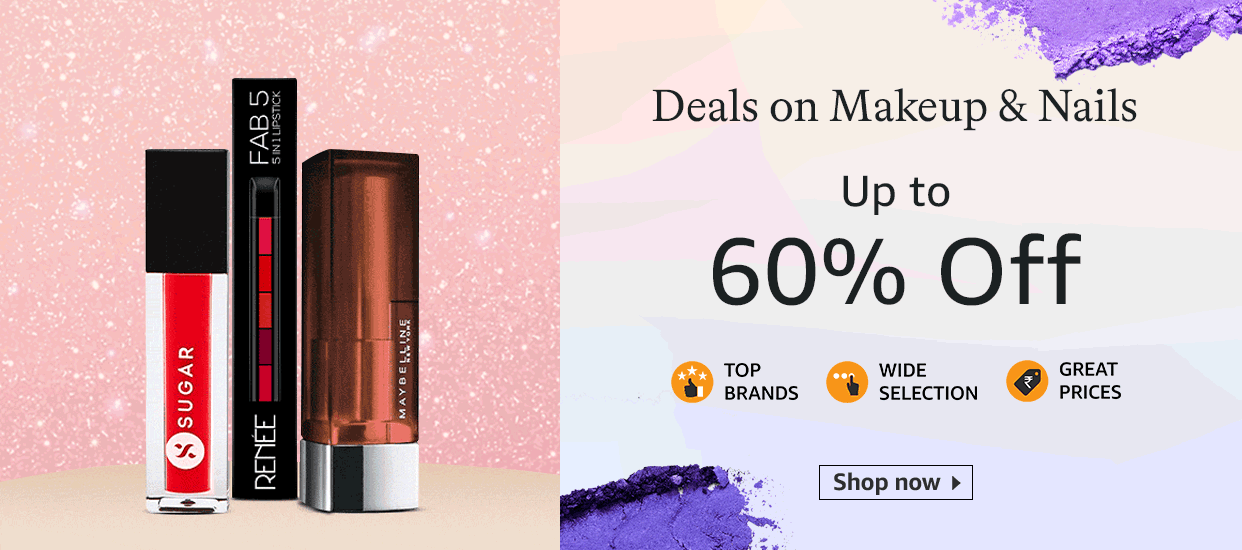 SUGAR
FAB 5
5 IN 1 LIPSTICK
RENÉE
MAYBELLINE
NEW YORK
Deals on Makeup & Nails
Up to
60% Off
TOP
BRANDS
WIDE
SELECTION
GREAT
PRICES
Shop now